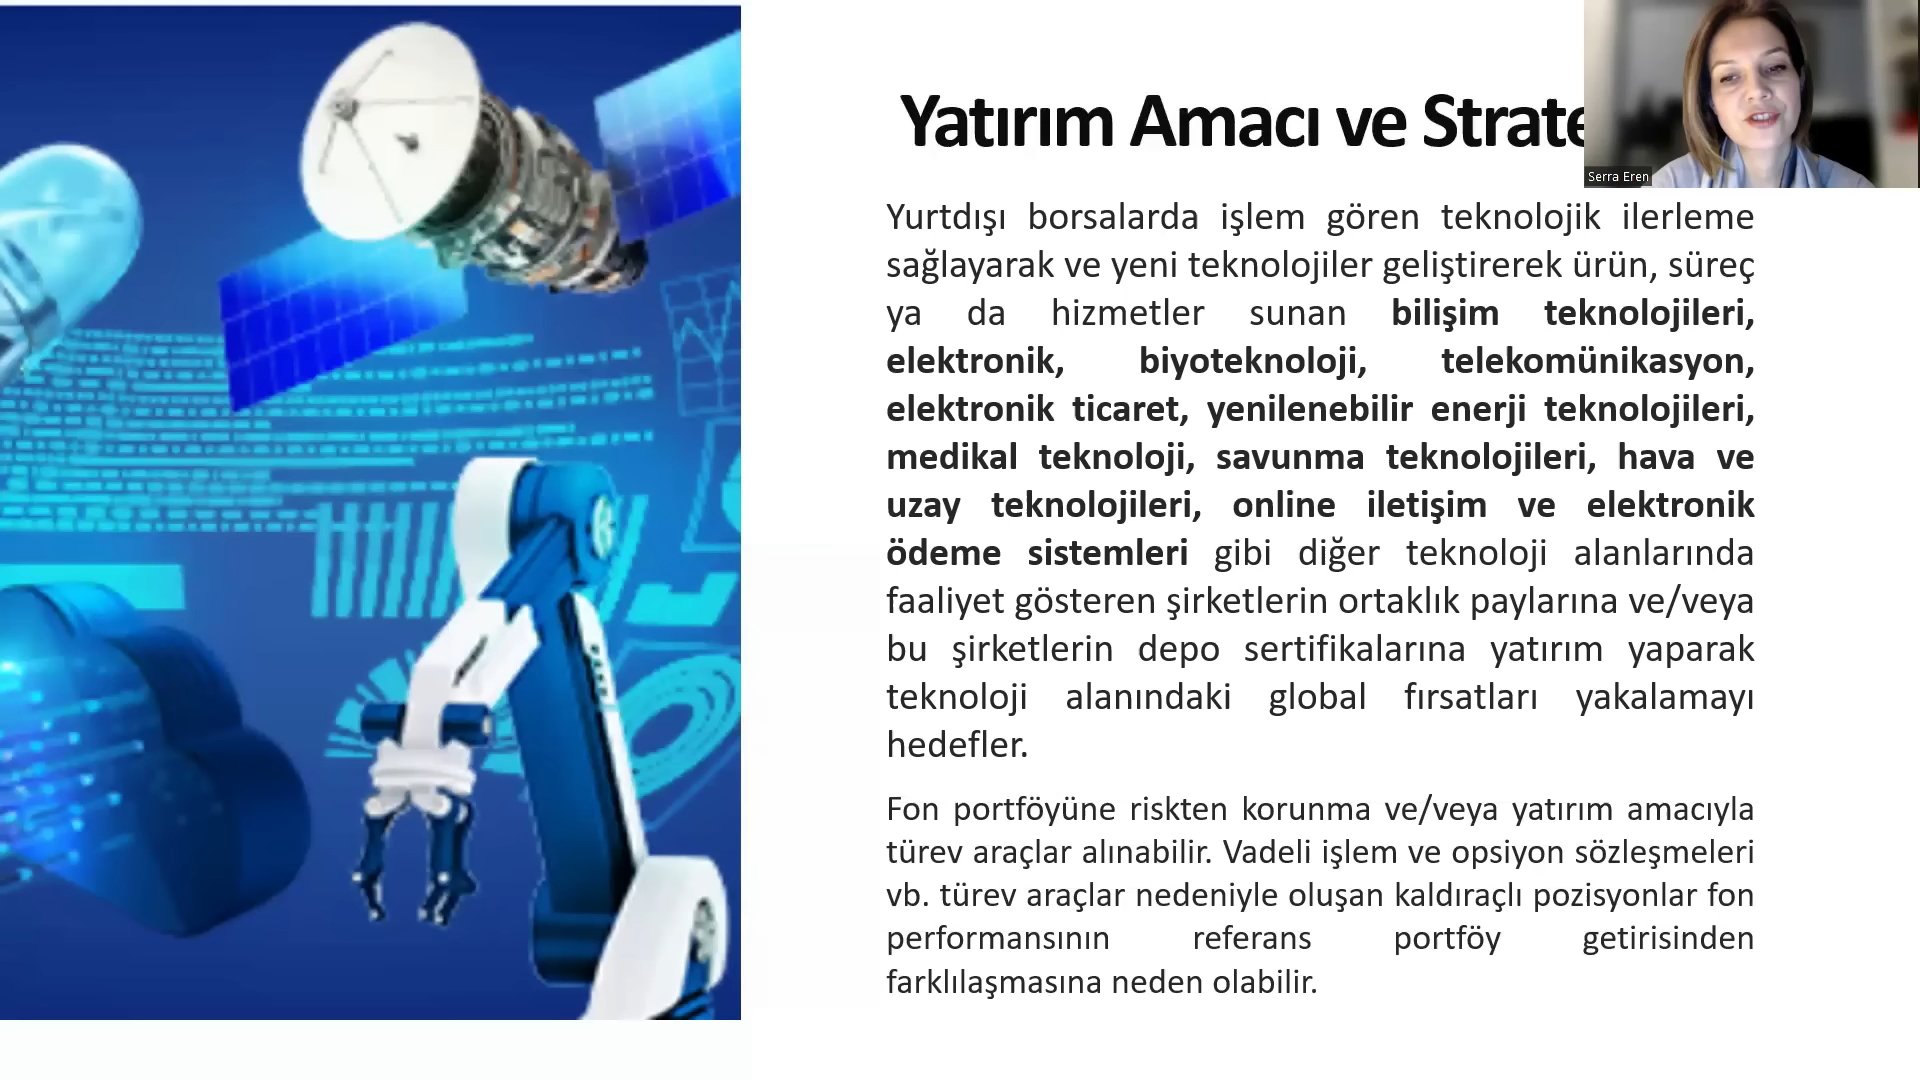 Yatırım Amacı ve Strate
Serra Eren
Yurtdışı borsalarda işlem gören teknolojik ilerleme
sağlayarak ve yeni teknolojiler geliştirerek ürün, süreç
ya da hizmetler sunan bilişim teknolojileri,
elektronik, biyoteknoloji, telekomünikasyon,
elektronik ticaret, yenilenebilir enerji teknolojileri,
medikal teknoloji, savunma teknolojileri, hava ve
uzay teknolojileri, online iletişim ve elektronik
ödeme sistemleri gibi diğer teknoloji alanlarında
faaliyet gösteren şirketlerin ortaklık paylarına ve/veya
bu şirketlerin depo sertifikalarına yatırım yaparak
teknoloji alanındaki global fırsatları yakalamayı
hedefler.
Fon portföyüne riskten korunma ve/veya yatırım amacıyla
türev araçlar alınabilir. Vadeli işlem ve opsiyon sözleşmeleri
vb. türev araçlar nedeniyle oluşan kaldıraçlı pozisyonlar fon
performansının referans portföy getirisinden
farklılaşmasına neden olabilir.